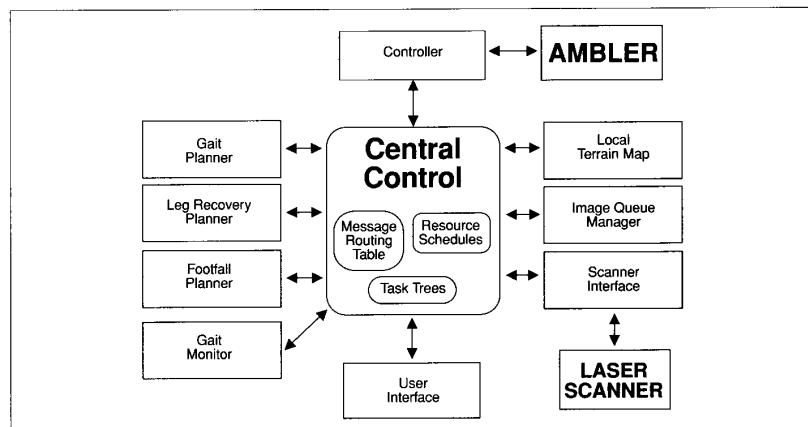 Controller
AMBLER
Gait
Planner
Central
Control
Local
Terrain Map
Leg Recovery
Planner
Message
Routing
Table
Resource
Schedules
Image Queue
Manager
Footfall
Planner
Task Trees
Scanner
Interface
Gait
Monitor
User
Interface
LASER
SCANNER